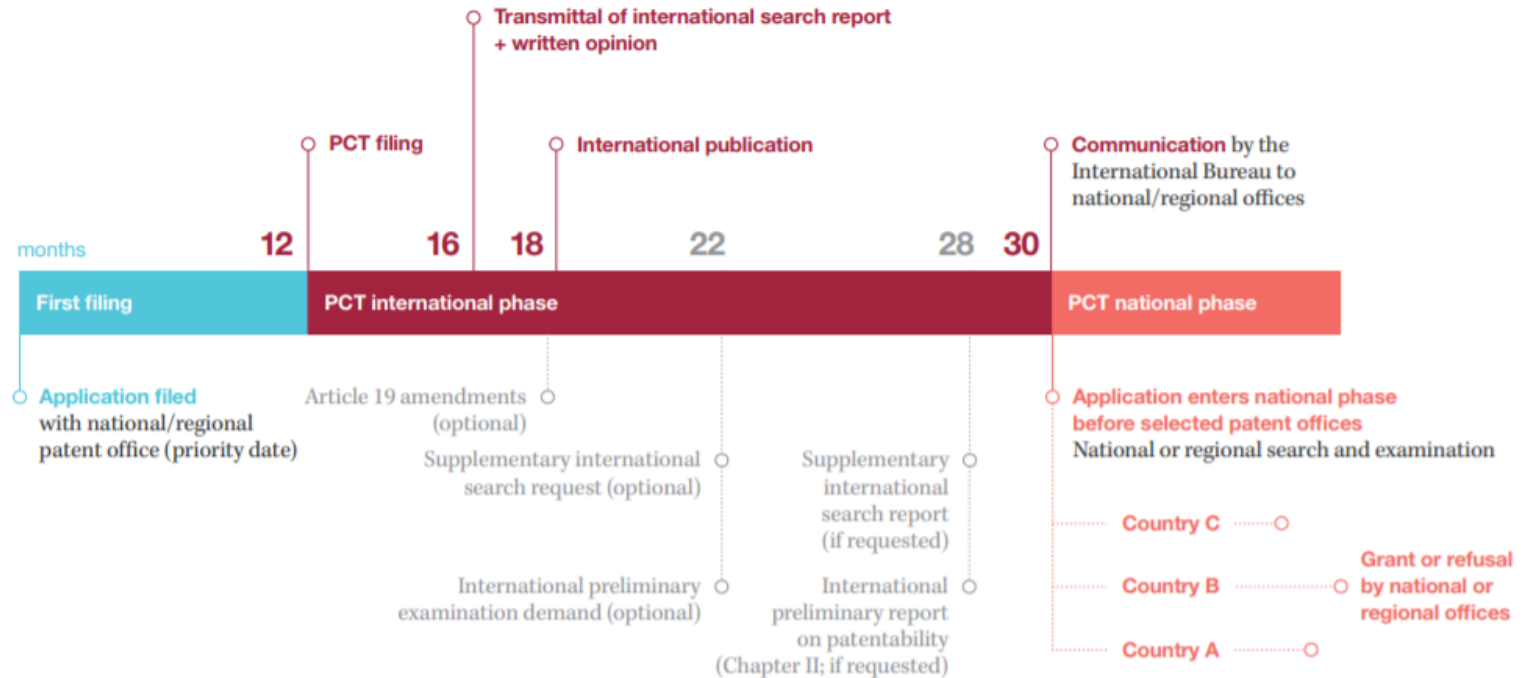 Transmittal of international search report
+ written opinion
PCT filing
International publication
Communication by the
International Bureau to
national/regional offices
months
12
16
18
22
28
30
First filing
PCT international phase
PCT national phase
Application filed
with national/regional
patent office (priority date)
Article 19 amendments
(optional)
Supplementary international
search request (optional)
International preliminary
examination demand (optional)
Supplementary
international
search report
(if requested)
International
preliminary report
on patentability
(Chapter II; if requested)
Application enters national phase
before selected patent offices
National or regional search and examination
Country C
Country B
Country A
Grant or refusal
by national or
regional offices